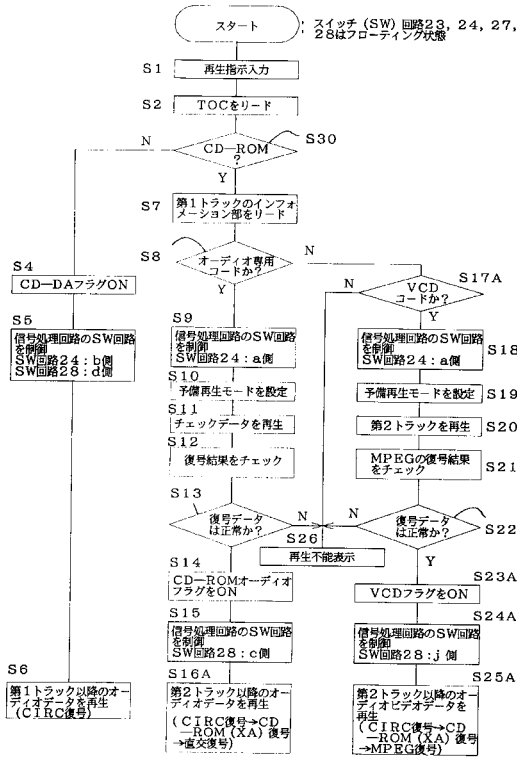 スタート
: スイッチ (SW) 回路23, 24, 27,
28はフローティング状態
S1
再生指示入力
S2
TOCをリード
N
CD—ROM
?
S30
Y
S7
第1トラックのインフォ
メーション部をリード
S8
オーディオ専用
コードか?
N
Y
S4
CD—DAフラグON
S5
信号処理回路のSW回路
を制御
SW回路24:b側
SW回路28:d側
S9
信号処理回路のSW回路
を制御
SW回路24:a側
S10
予備再生モードを設定
S11
チェックデータを再生
S12
復号結果をチェック
S13
復号データ
は正常か?
N
S17A
N
VCD
コードか?
Y
信号処理回路のSW回路
を制御
SW回路24:a側
S18
予備再生モードを設定
S19
第2トラックを再生
S20
MPEGの復号結果
をチェック
S21
N
復号データ
は正常か?
S22
Y
S26
再生不能表示
Y
S14
CD—ROMオーディオ
フラグをON
S15
信号処理回路のSW回路
を制御
SW回路28:c側
S16A
第2トラック以降のオー
ディオデータを再生
(CIRC復号→CD
—ROM (XA) 復号
→直交復号)
S23A
VCDフラグをON
S24A
信号処理回路のSW回路
を制御
SW回路28:j側
S25A
第2トラック以降のオー
ディオビデオデータを
再生
(CIRC復号→CD
—ROM (XA) 復号
→MPEG復号)
S6
第1トラック以降のオー
ディオデータを再生
(CIRC復号)